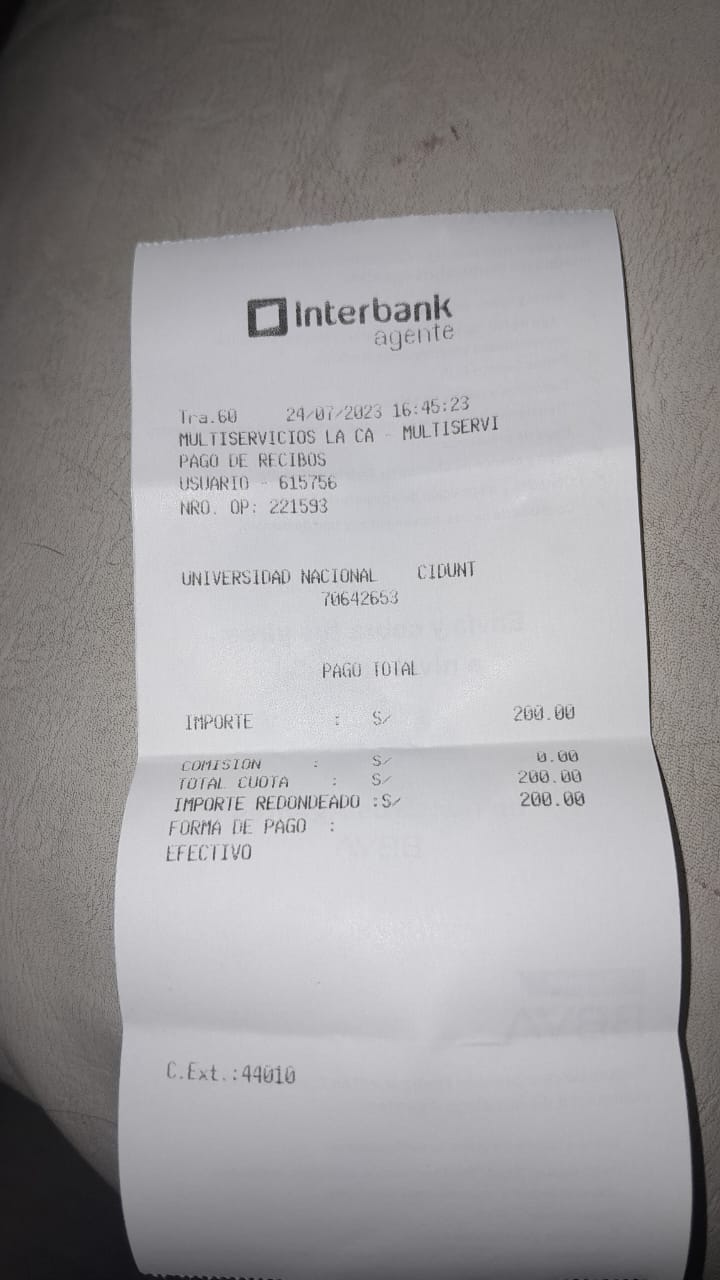 Interbank
agente
Tra.60 24/07/2023 16:45:23
MULTISERVICIOS LA CA - MULTISERVI
PAGO DE RECIBOS
USUARIO - 615756
NRO. OP: 221593
UNIVERSIDAD NACIONAL CIDUNT
70642653
PAGO TOTAL
IMPORTE : S/ 200.00
COMISION : S/ 0.00
TOTAL CUOTA : S/ 200.00
IMPORTE REDONDEADO :S/ 200.00
FORMA DE PAGO :
EFECTIVO
C.Ext.:44010